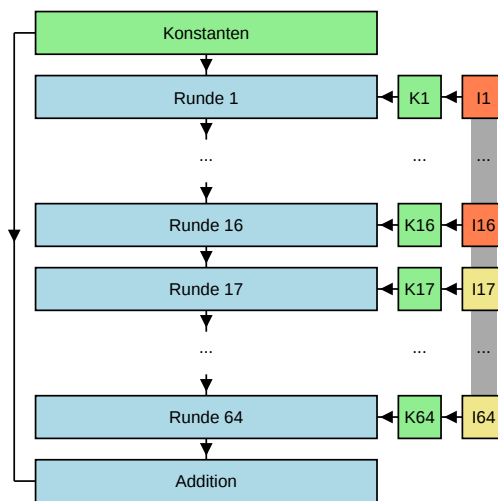 Konstanten
Runde 1 K1 I1
... ... ...
Runde 16 K16 I16
Runde 17 K17 I17
... ... ...
Runde 64 K64 I64
Addition